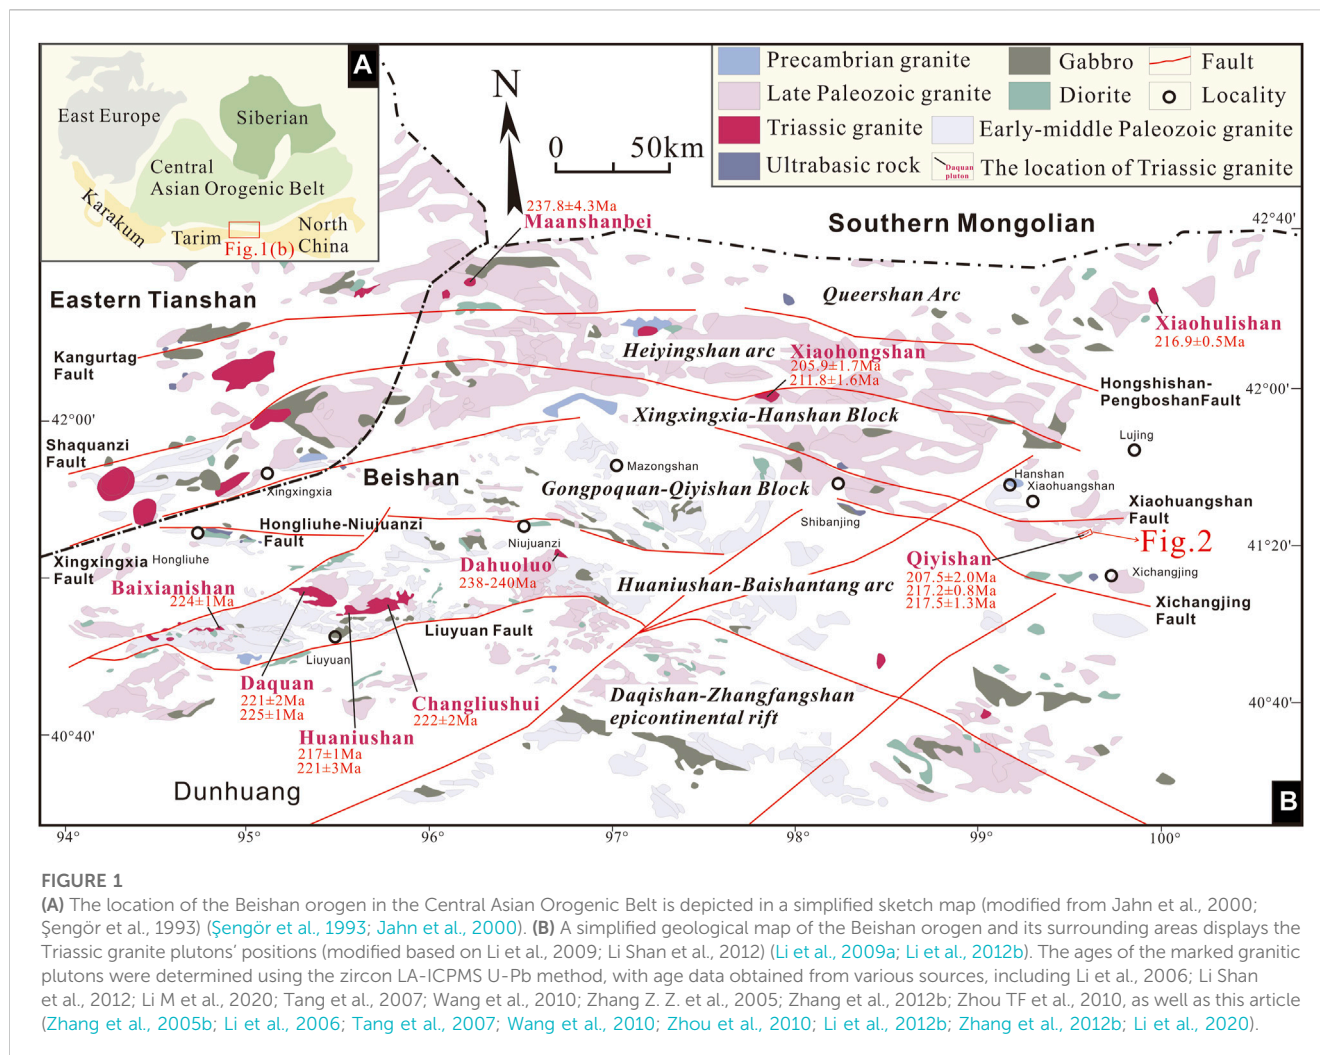 A
East Europe
Siberian
Central
Asian Orogenic Belt
Karakum
Tarim
North
China
Fig.1(b)
Precambrian granite
Gabbro
Fault
Late Paleozoic granite
Diorite
Locality
Triassic granite
Early-middle Paleozoic granite
Ultrabasic rock
Daquan
pluton
The location of Triassic granite
N
0
50km
237.8±4.3Ma
Maanshanbei
Southern Mongolian
42°40'
Eastern Tianshan
Queershan Arc
Xiaohulishan
216.9±0.5Ma
Kangurtag
Fault
Heiyingshan arc
Xiaohongshan
205.9±1.7Ma
211.8±1.6Ma
Hongshishan-
PengboshanFault
42°00'
42°00'
Xingxingxia-Hanshan Block
Shaquanzi
Fault
Lujing
Mazongshan
Beishan
Xingxingxia
Gongpoquan-Qiyishan Block
Hanshan
Xiaohuangshan
Shibanjing
Xiaohuangshan
Fault
Hongliuhe-Niujuanzi
Fault
Niujuanzi
Fig.2
41°20'
Xingxingxia
Fault
Hongliuhe
Dahuoluo
238-240Ma
Qiyishan
207.5±2.0Ma
217.2±0.8Ma
217.5±1.3Ma
Xichangjing
Baixianishan
224±1Ma
Huaniushan-Baishantang arc
Xichangjing
Fault
Liuyuan Fault
Liuyuan
Daquan
221±2Ma
225±1Ma
Changliushui
222±2Ma
Daqishan-Zhangfangshan
epicontinental rift
40°40'
Huaniushan
217±1Ma
221±3Ma
40°40'
Dunhuang
B
94°
95°
96°
97°
98°
99°
100°
FIGURE 1
(A) The location of the Beishan orogen in the Central Asian Orogenic Belt is depicted in a simplified sketch map (modified from Jahn et al., 2000;
Şengör et al., 1993) (Şengör et al., 1993; Jahn et al., 2000). (B) A simplified geological map of the Beishan orogen and its surrounding areas displays the
Triassic granite plutons’ positions (modified based on Li et al., 2009; Li Shan et al., 2012) (Li et al., 2009a; Li et al., 2012b). The ages of the marked granitic
plutons were determined using the zircon LA-ICPMS U-Pb method, with age data obtained from various sources, including Li et al., 2006; Li Shan
et al., 2012; Li M et al., 2020; Tang et al., 2007; Wang et al., 2010; Zhang Z. Z. et al., 2005; Zhang et al., 2012b; Zhou TF et al., 2010, as well as this article
(Zhang et al., 2005b; Li et al., 2006; Tang et al., 2007; Wang et al., 2010; Zhou et al., 2010; Li et al., 2012b; Zhang et al., 2012b; Li et al., 2020).